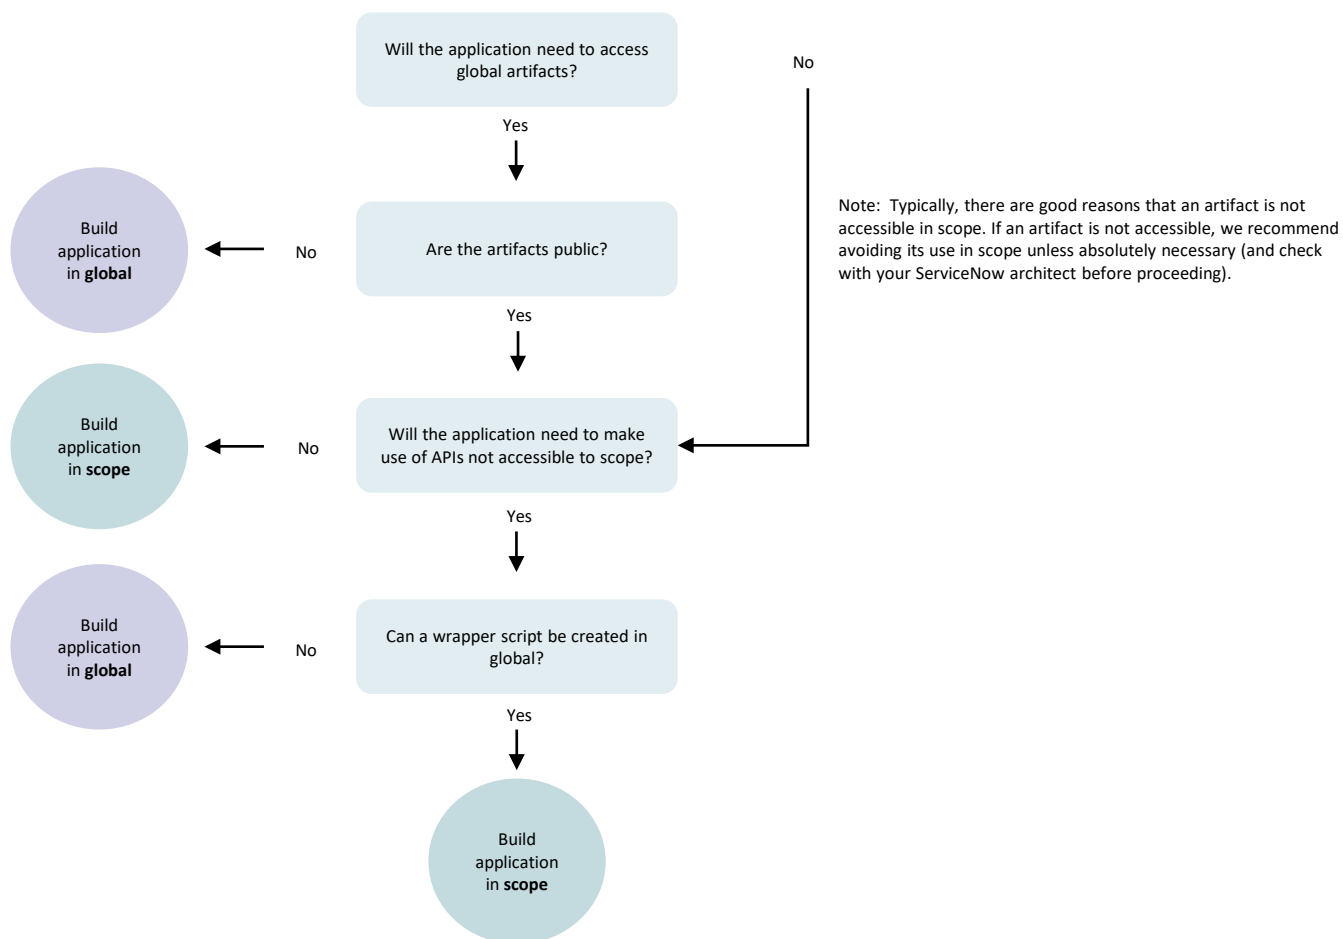 Will the application need to access
global artifacts?
No
Yes
Build
application
in global
No
Are the artifacts public?
Note:  Typically, there are good reasons that an artifact is not
accessible in scope. If an artifact is not accessible, we recommend
avoiding its use in scope unless absolutely necessary (and check
with your ServiceNow architect before proceeding).
Yes
Build
application
in scope
No
Will the application need to make
use of APIs not accessible to scope?
Yes
Build
application
in global
No
Can a wrapper script be created in
global?
Yes
Build
application
in scope